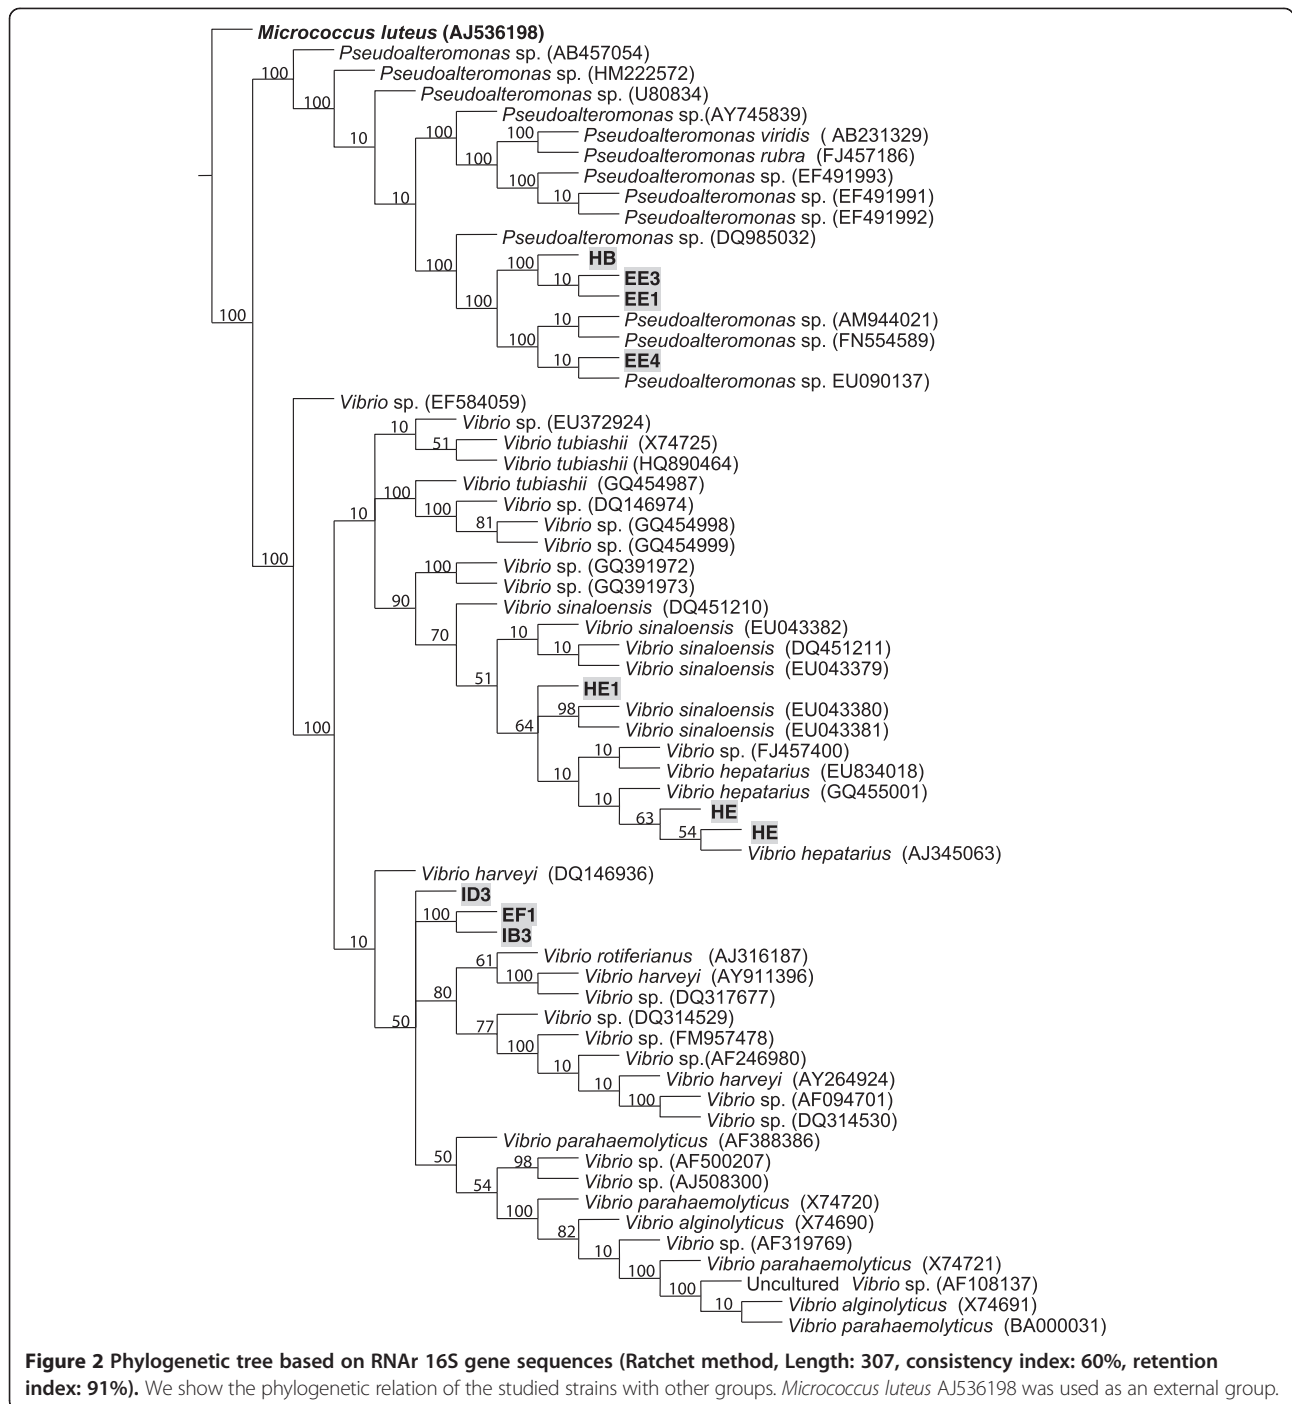 Micrococcus luteus (AJ536198)
Pseudoalteromonas sp. (AB457054)
100
Pseudoalteromonas sp. (HM222572)
100
Pseudoalteromonas sp. (U80834)
10
Pseudoalteromonas sp.(AY745839)
100
Pseudoalteromonas viridis ( AB231329)
100
Pseudoalteromonas rubra (FJ457186)
100
Pseudoalteromonas sp. (EF491993)
100
Pseudoalteromonas sp. (EF491991)
10
10
Pseudoalteromonas sp. (EF491992)
Pseudoalteromonas sp. (DQ985032)
HB
100
100
EE3
10
EE1
100
Pseudoalteromonas sp. (AM944021)
10
100
Pseudoalteromonas sp. (FN554589)
100
EE4
10
Pseudoalteromonas sp. EU090137)
Vibrio sp. (EF584059)
Vibrio sp. (EU372924)
10
Vibrio tubiashii (X74725)
51
Vibrio tubiashii (HQ890464)
Vibrio tubiashii (GQ454987)
100
Vibrio sp. (DQ146974)
100
Vibrio sp. (GQ454998)
81
10
Vibrio sp. (GQ454999)
100
Vibrio sp. (GQ391972)
100
Vibrio sp. (GQ391973)
90
Vibrio sinaloensis (DQ451210)
Vibrio sinaloensis (EU043382)
10
70
Vibrio sinaloensis (DQ451211)
10
Vibrio sinaloensis (EU043379)
51
HE1
Vibrio sinaloensis (EU043380)
98
64
Vibrio sinaloensis (EU043381)
100
Vibrio sp. (FJ457400)
10
Vibrio hepatarius (EU834018)
10
Vibrio hepatarius (GQ455001)
10
HE
63
HE
54
Vibrio hepatarius (AJ345063)
Vibrio harveyi (DQ146936)
ID3
EF1
100
IB3
10
Vibrio rotiferianus (AJ316187)
61
Vibrio harveyi (AY911396)
100
Vibrio sp. (DQ317677)
80
Vibrio sp. (DQ314529)
50
77
Vibrio sp. (FM957478)
100
Vibrio sp.(AF246980)
10
Vibrio harveyi (AY264924)
10
Vibrio sp. (AF094701)
100
Vibrio sp. (DQ314530)
Vibrio parahaemolyticus (AF388386)
50
Vibrio sp. (AF500207)
98
Vibrio sp. (AJ508300)
54
Vibrio parahaemolyticus (X74720)
100
Vibrio alginolyticus (X74690)
82
Vibrio sp. (AF319769)
10
Vibrio parahaemolyticus (X74721)
100
Uncultured Vibrio sp. (AF108137)
100
Vibrio alginolyticus (X74691)
10
Vibrio parahaemolyticus (BA000031)
Figure 2 Phylogenetic tree based on RNAr 16S gene sequences (Ratchet method, Length: 307, consistency index: 60%, retention
index: 91%). We show the phylogenetic relation of the studied strains with other groups. Micrococcus luteus AJ536198 was used as an external group.